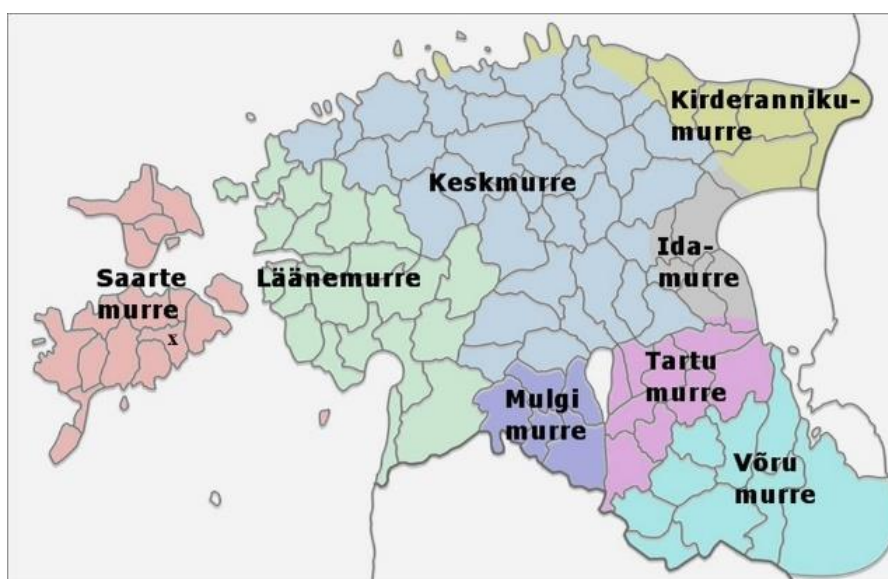 Kirderanniku-
murre
Keskmurre
Ida-
murre
Saarte
murre
x
Läänemurre
Tartu
murre
Mulgi
murre
Võru
murre